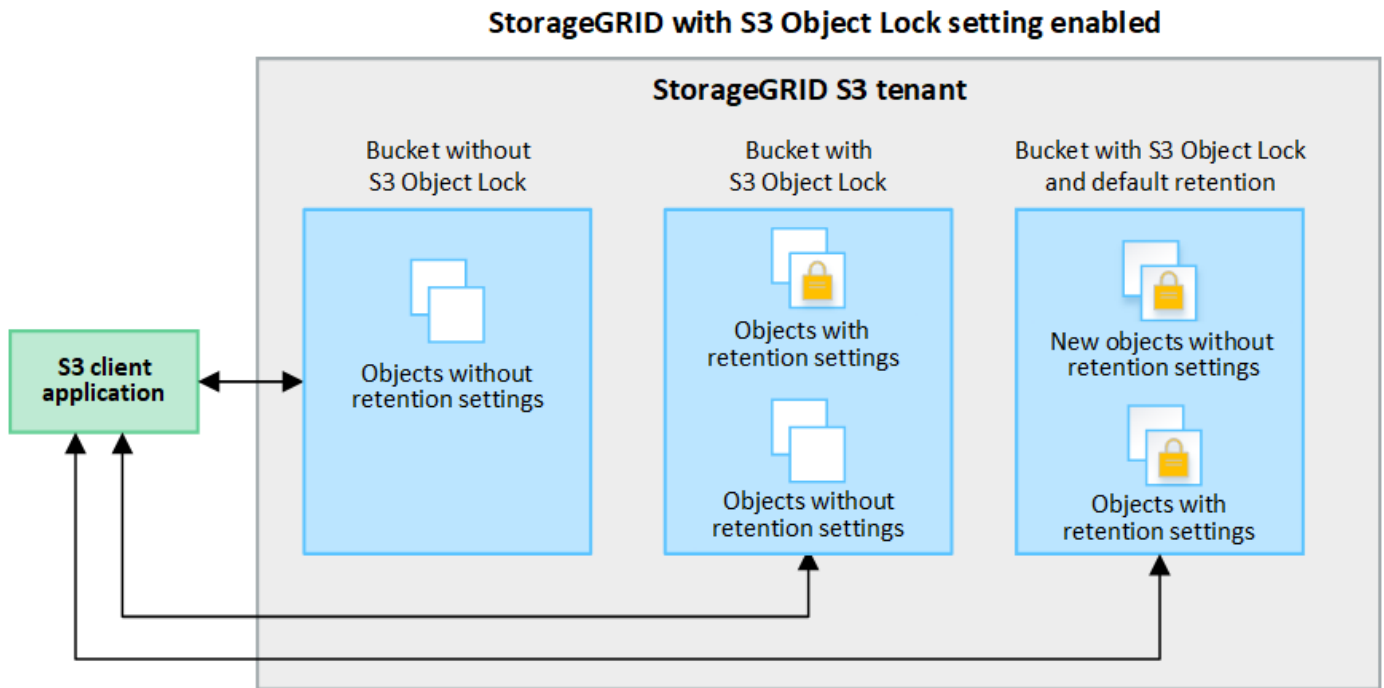 StorageGRID with S3 Object Lock setting enabled
StorageGRID S3 tenant
Bucket without
S3 Object Lock
Objects without
retention settings
Bucket with
S3 Object Lock
Objects with
retention settings
Objects without
retention settings
Bucket with S3 Object Lock
and default retention
New objects without
retention settings
Objects with
retention settings
S3 client
application